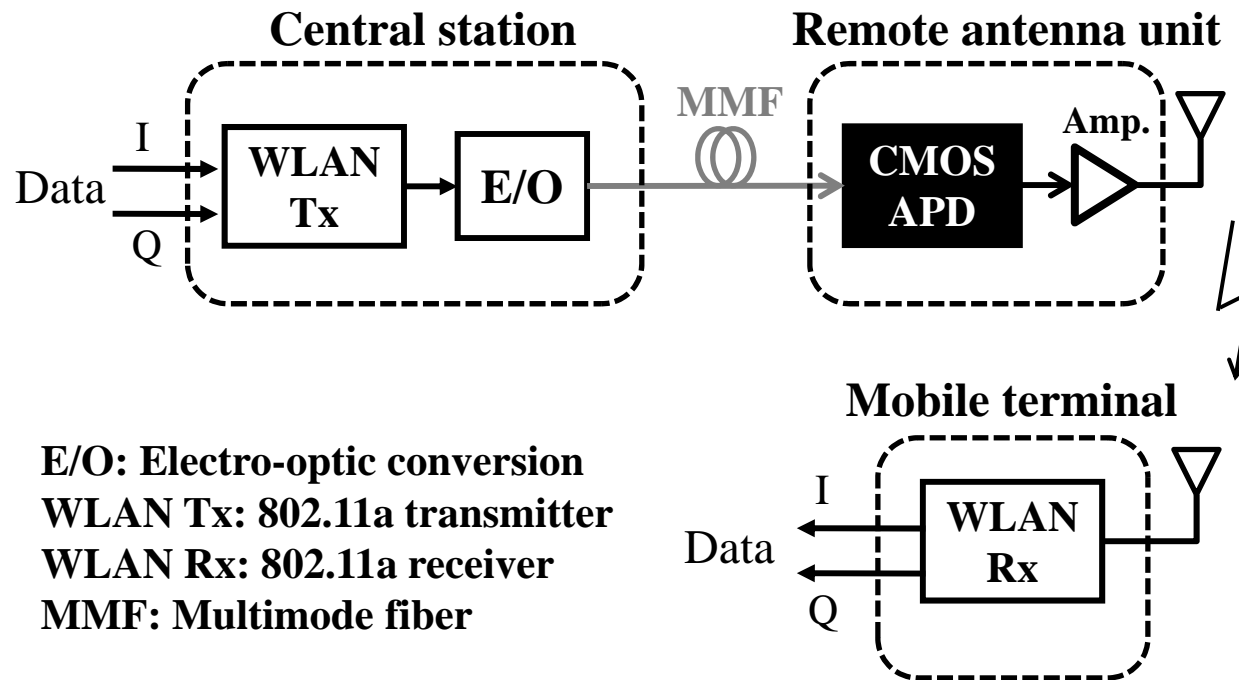 Central station
Remote antenna unit
MMF
I
Data
Q
WLAN
Tx
E/O
CMOS
APD
Amp.
Mobile terminal
E/O: Electro-optic conversion
WLAN Tx: 802.11a transmitter
WLAN Rx: 802.11a receiver
MMF: Multimode fiber
I
Data
Q
WLAN
Rx